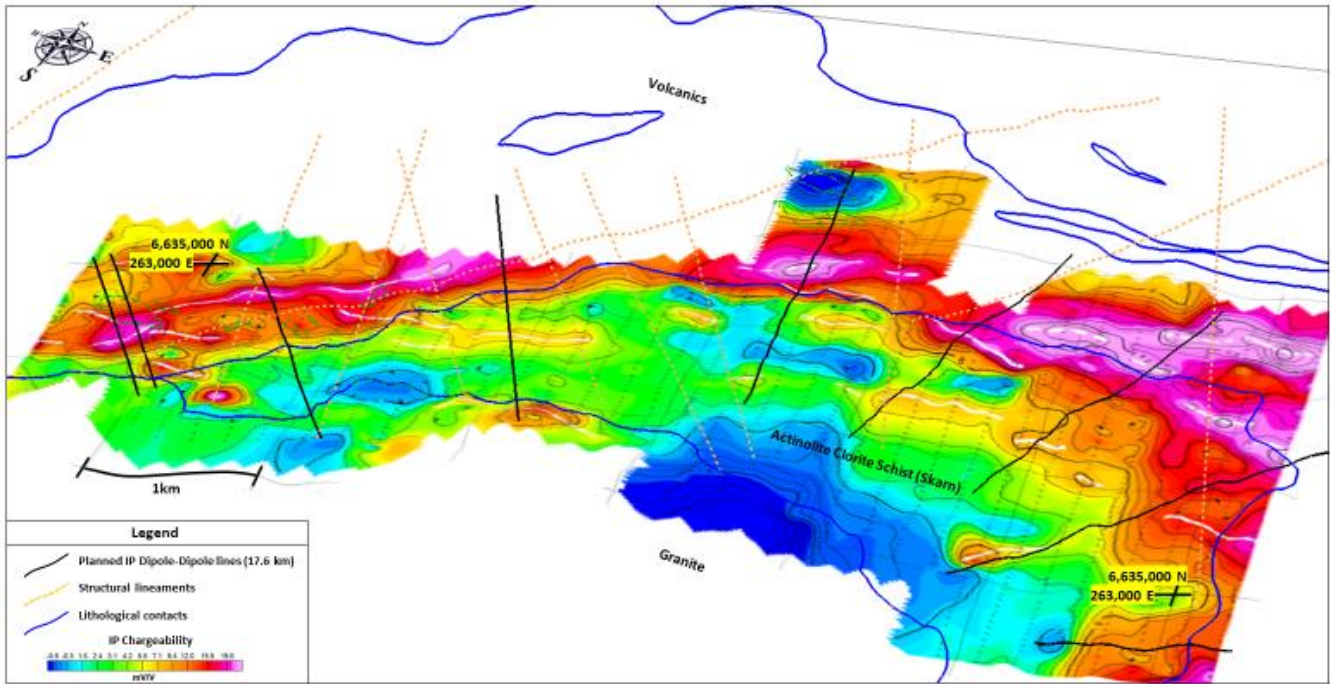 N
E
S
Volcanics
6,635,000 N
263,000 E
Actinolite Clorite Schist (Skarn)
1km
Granite
6,635,000 N
263,000 E
Legend
Planned IP Dipole-Dipole lines (17.6 km)
Structural lineaments
Lithological contacts
IP Chargeability
mV/V